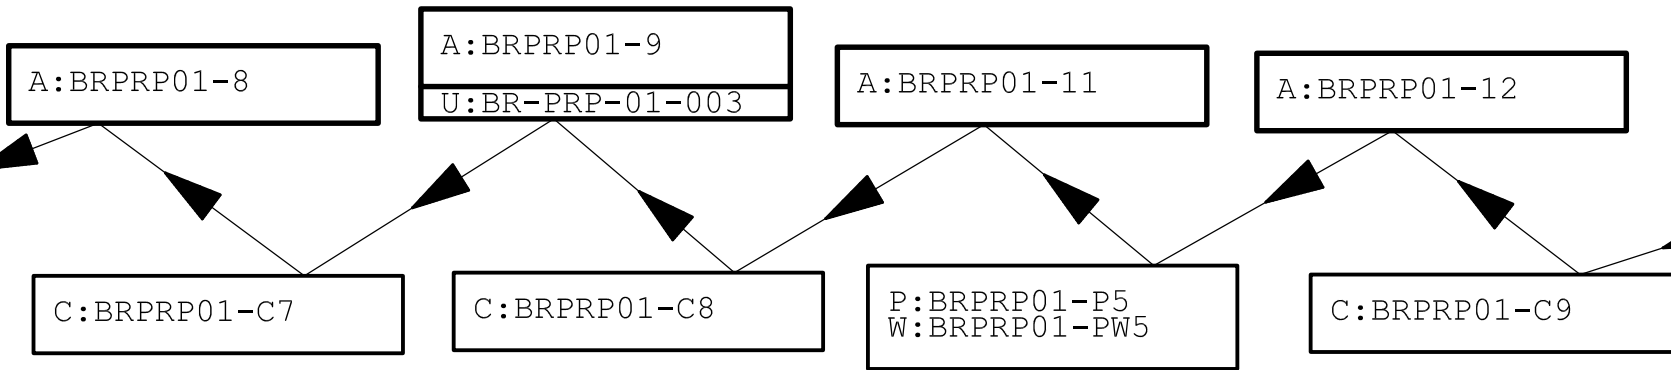 A:BRPRP01-8
A:BRPRP01-9
U:BR-PRP-01-003
A:BRPRP01-11
A:BRPRP01-12
C:BRPRP01-C7
C:BRPRP01-C8
P:BRPRP01-P5
W:BRPRP01-PW5
C:BRPRP01-C9